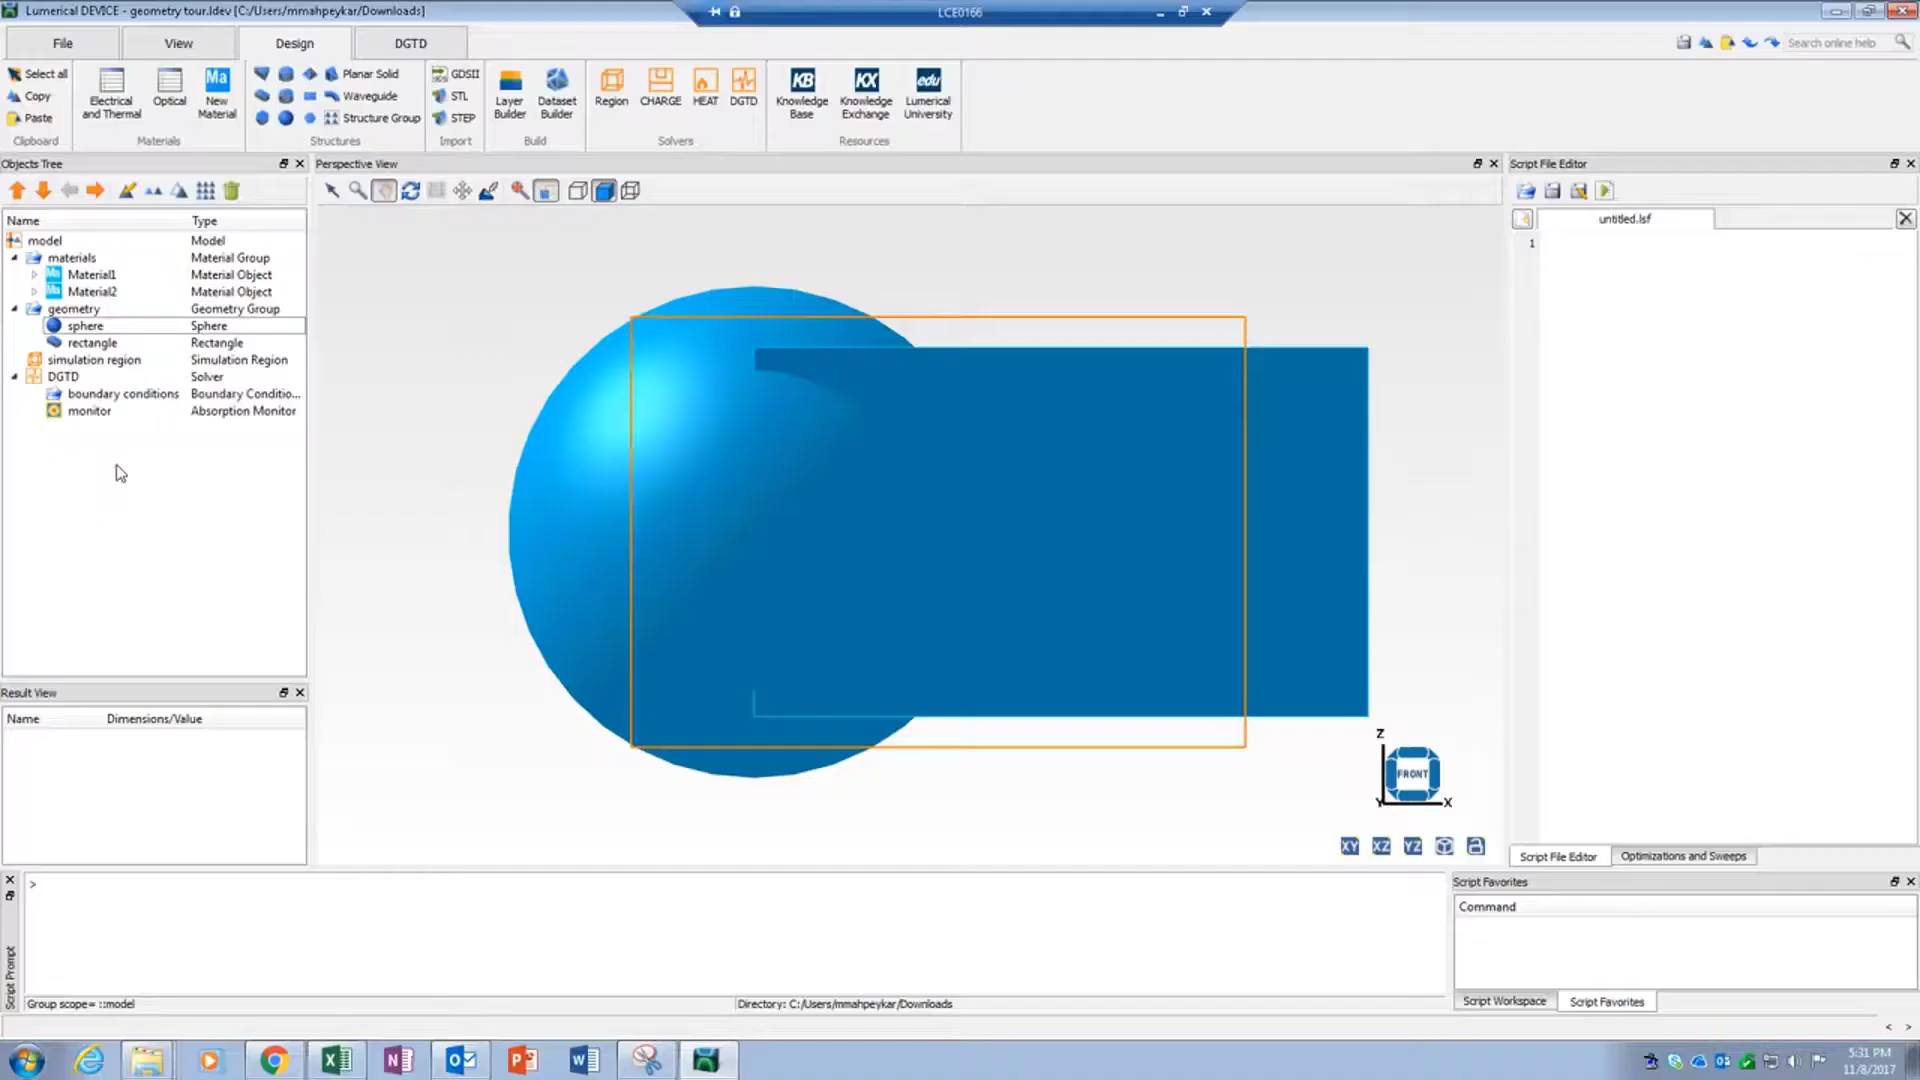 Lumerical DEVICE - geometry tour.ldev [C:/Users/mmahpeykar/Downloads]
LCE0166
File
View
Design
DGTD
Search online help
Select all
Copy
Paste
Clipboard
Electrical and Thermal
Optical
New Material
Materials
Planar Solid
Waveguide
Structure Group
Structures
GDSII
STL
STEP
Import
Layer Builder
Dataset Builder
Build
Region
CHARGE
HEAT
DGTD
Solvers
KB
Knowledge Base
KX
Knowledge Exchange
edu
Lumerical University
Resources
Objects Tree
Name Type
model Model
materials Material Group
Material1 Material Object
Material2 Material Object
geometry Geometry Group
sphere Sphere
rectangle Rectangle
simulation region Simulation Region
DGTD Solver
boundary conditions Boundary Conditio...
monitor Absorption Monitor
Result View
Name Dimensions/Value
Perspective View
Z
FRONT
Y
X
XY
XZ
YZ
Script File Editor
untitled.lsf
1
Script File Editor
Optimizations and Sweeps
>
Script Prompt
Group scope= ::model
Directory: C:/Users/mmahpeykar/Downloads
Script Favorites
Command
Script Workspace
Script Favorites
5:31 PM
11/8/2017